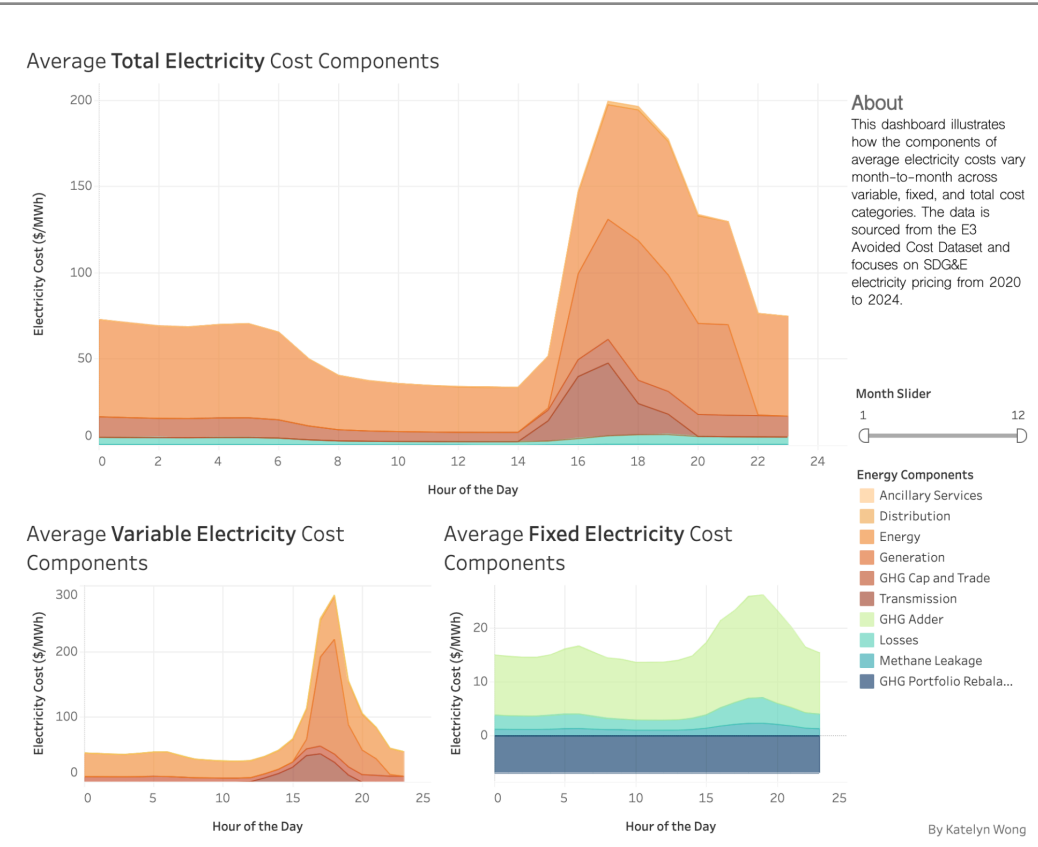 Average Total Electricity Cost Components
200
150
100
50
0
Electricity Cost ($/MWh)
0 2 4 6 8 10 12 14 16 18 20 22 24
Hour of the Day
About
This dashboard illustrates
how the components of
average electricity costs vary
month-to-month across
variable, fixed, and total cost
categories. The data is
sourced from the E3
Avoided Cost Dataset and
focuses on SDG&E
electricity pricing from 2020
to 2024.
Month Slider
1 12
Energy Components
Ancillary Services
Distribution
Energy
Generation
GHG Cap and Trade
Transmission
GHG Adder
Losses
Methane Leakage
GHG Portfolio Rebala...
Average Variable Electricity Cost
Components
300
200
100
0
Electricity Cost ($/MWh)
0 5 10 15 20 25
Hour of the Day
Average Fixed Electricity Cost
Components
20
10
0
Electricity Cost ($/MWh)
0 5 10 15 20 25
Hour of the Day
By Katelyn Wong